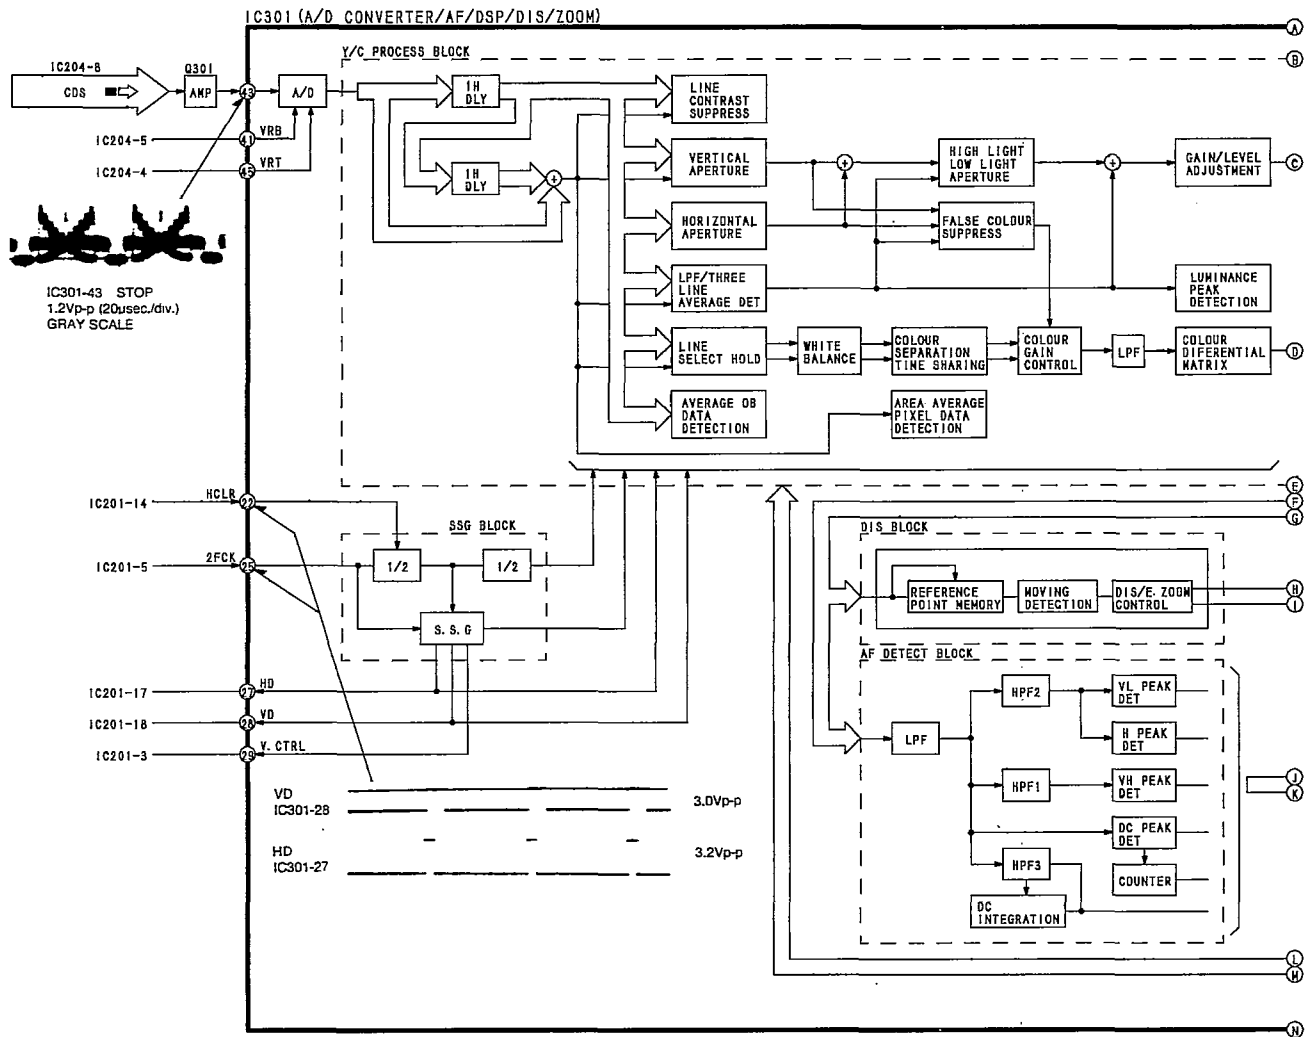 IC301 (A/D CONVERTER/AF/DSP/DIS/ZOOM)
A
Y/C PROCESS BLOCK
B
IC204-8
CDS
Q301
AMP
43
A/D
1H
DLY
LINE
CONTRAST
SUPPRESS
IC204-5
41
VRB
IC204-4
45
VRT
1H
DLY
+
VERTICAL
APERTURE
+
HIGH LIGHT
LOW LIGHT
APERTURE
+
GAIN/LEVEL
ADJUSTMENT
C
HORIZONTAL
APERTURE
FALSE COLOUR
SUPPRESS
IC301-43 STOP
1.2Vp-p (20µsec./div.)
GRAY SCALE
LPF/THREE
LINE
AVERAGE DET
LUMINANCE
PEAK
DETECTION
LINE
SELECT HOLD
WHITE
BALANCE
COLOUR
SEPARATION
TIME SHARING
COLOUR
GAIN
CONTROL
LPF
COLOUR
DIFERENTIAL
MATRIX
D
AVERAGE OB
DATA
DETECTION
AREA AVERAGE
PIXEL DATA
DETECTION
E
IC201-14
HCLR
22
F
G
SSG BLOCK
DIS BLOCK
IC201-5
2FCK
25
1/2
1/2
REFERENCE
POINT MEMORY
MOVING
DETECTION
DIS/E. ZOOM
CONTROL
H
I
S. S. G
AF DETECT BLOCK
IC201-17
27
HD
IC201-18
28
VD
IC201-3
29
V. CTRL
LPF
HPF2
VL PEAK
DET
H PEAK
DET
HPF1
VH PEAK
DET
J
K
VD
IC301-28
3.0Vp-p
DC PEAK
DET
HD
IC301-27
3.2Vp-p
HPF3
COUNTER
DC
INTEGRATION
L
M
N